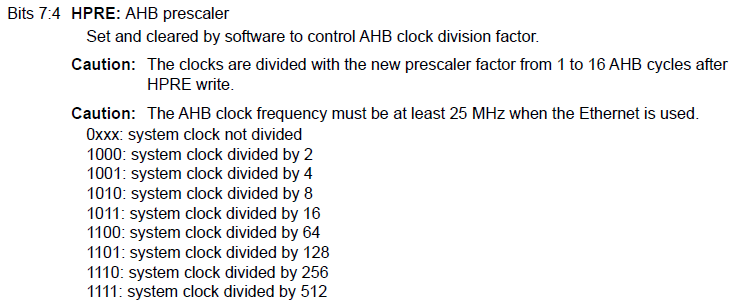 Bits 7:4 HPRE: AHB prescaler
Set and cleared by software to control AHB clock division factor.
Caution: The clocks are divided with the new prescaler factor from 1 to 16 AHB cycles after
HPRE write.
Caution: The AHB clock frequency must be at least 25 MHz when the Ethernet is used.
0xxx: system clock not divided
1000: system clock divided by 2
1001: system clock divided by 4
1010: system clock divided by 8
1011: system clock divided by 16
1100: system clock divided by 64
1101: system clock divided by 128
1110: system clock divided by 256
1111: system clock divided by 512